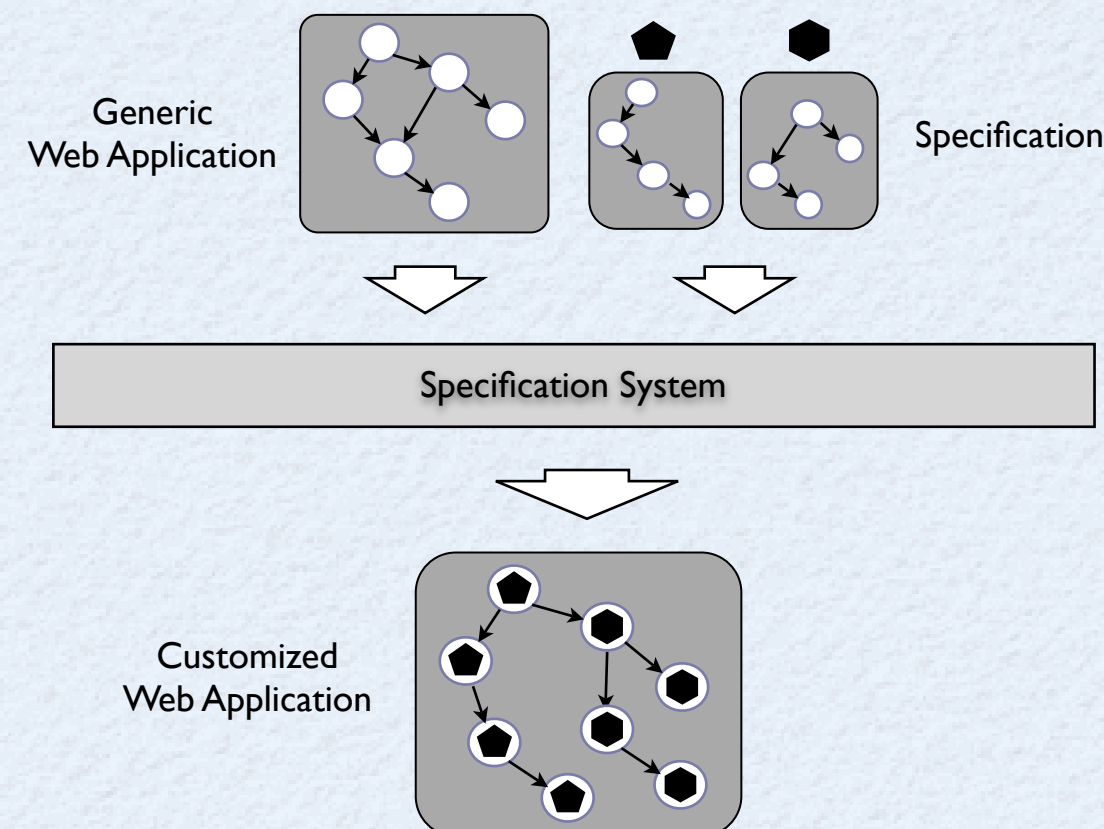 Generic
Web Application
Specification
Specification System
Customized
Web Application